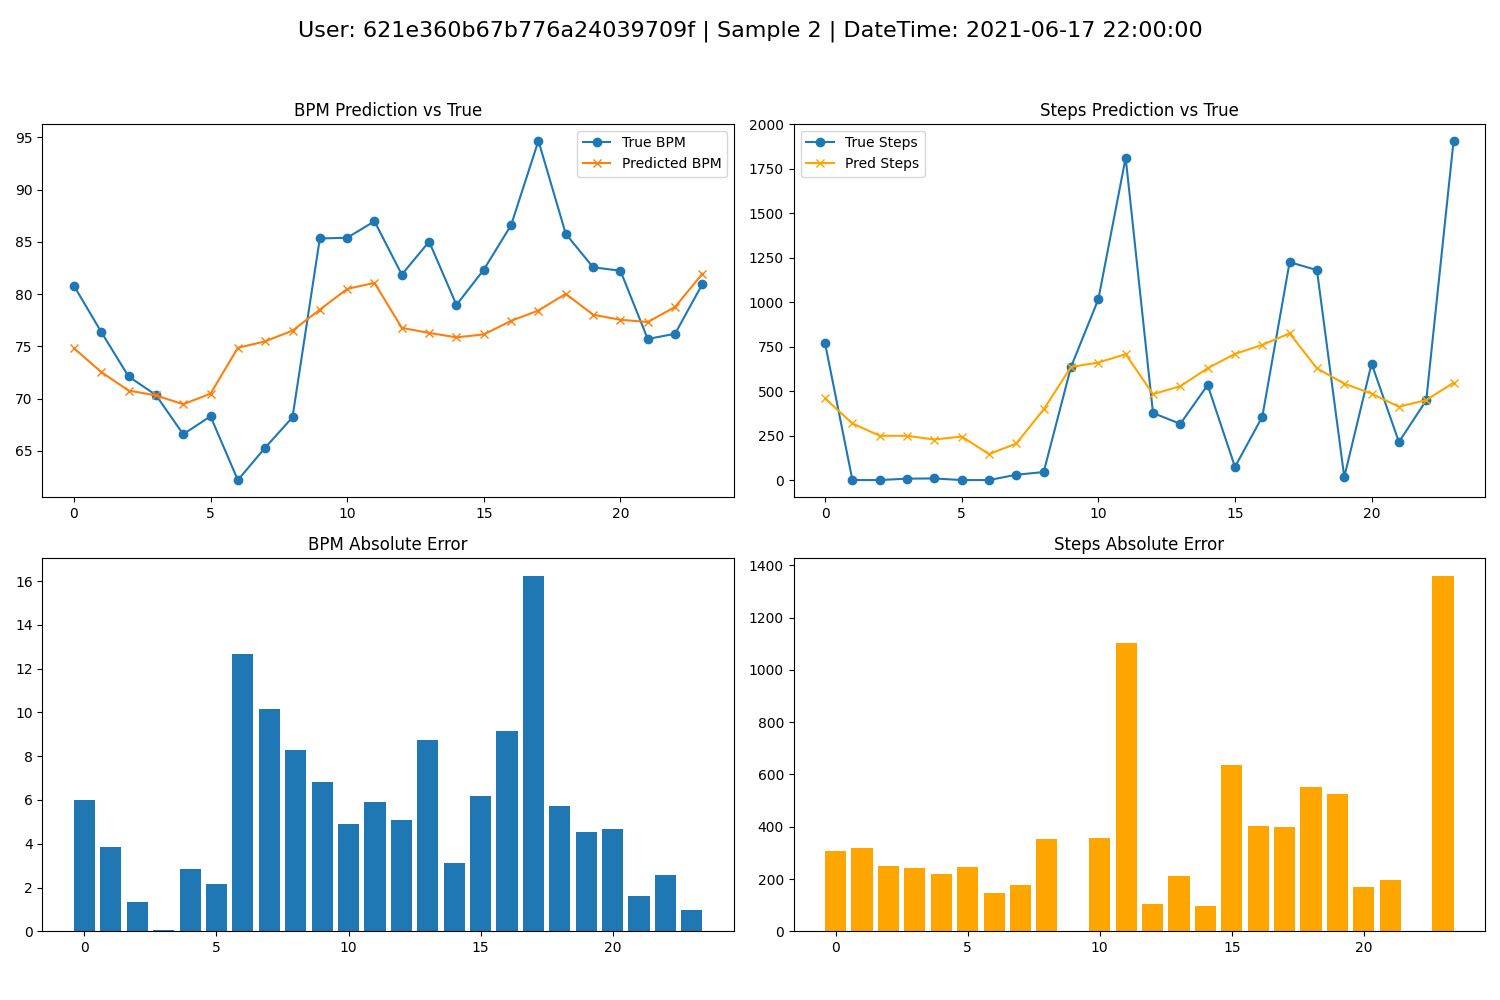 User: 621e360b67b776a24039709f | Sample 2 | DateTime: 2021-06-17 22:00:00
BPM Prediction vs True
95
90
85
80
75
70
65
0 5 10 15 20
True BPM
Predicted BPM
Steps Prediction vs True
2000
1750
1500
1250
1000
750
500
250
0
0 5 10 15 20
True Steps
Pred Steps
BPM Absolute Error
16
14
12
10
8
6
4
2
0
0 5 10 15 20
Steps Absolute Error
1400
1200
1000
800
600
400
200
0
0 5 10 15 20